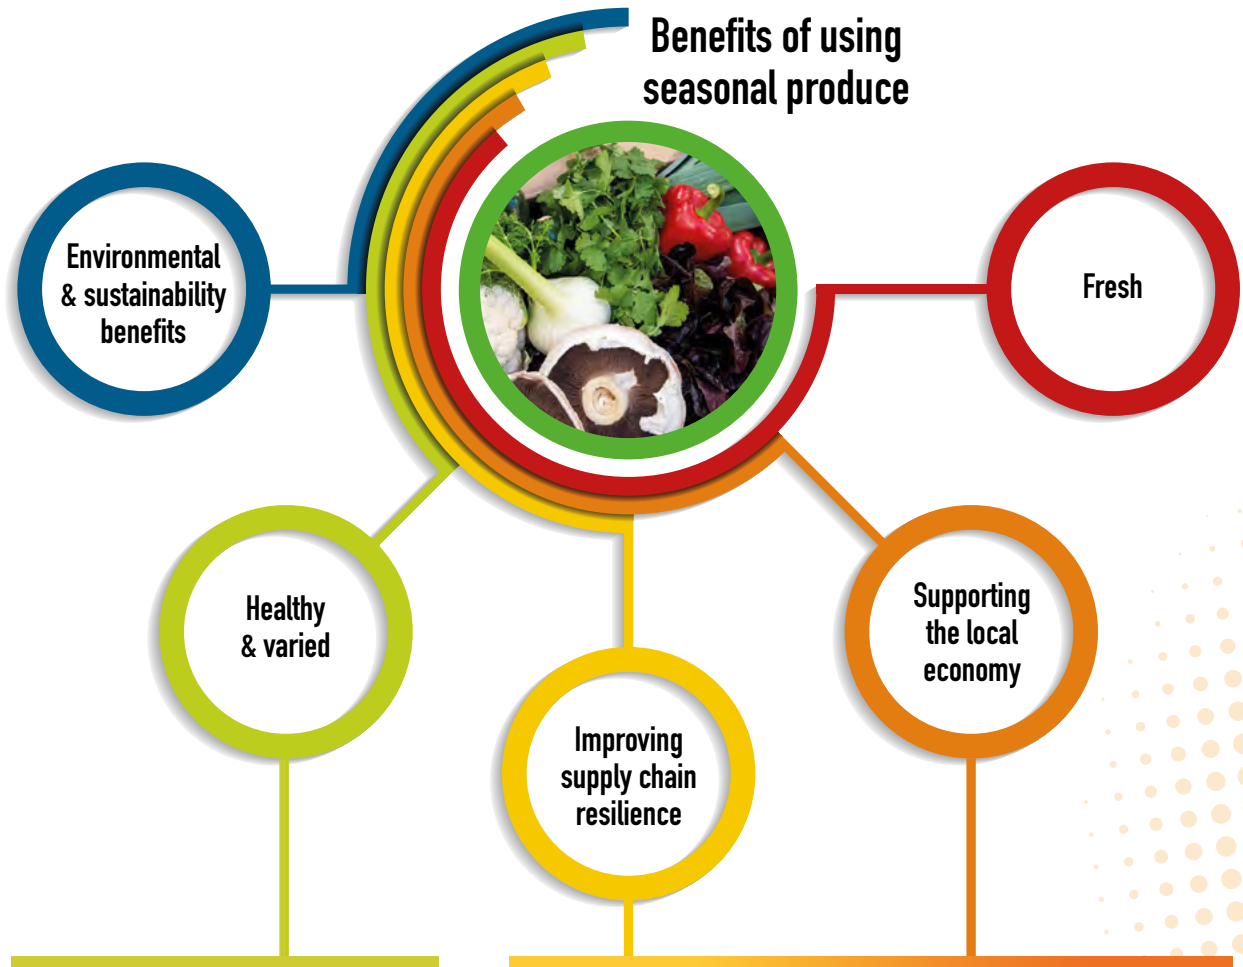 Benefits of using
seasonal produce
Environmental
& sustainability
benefits
Fresh
Healthy
& varied
Supporting
the local
economy
Improving
supply chain
resilience